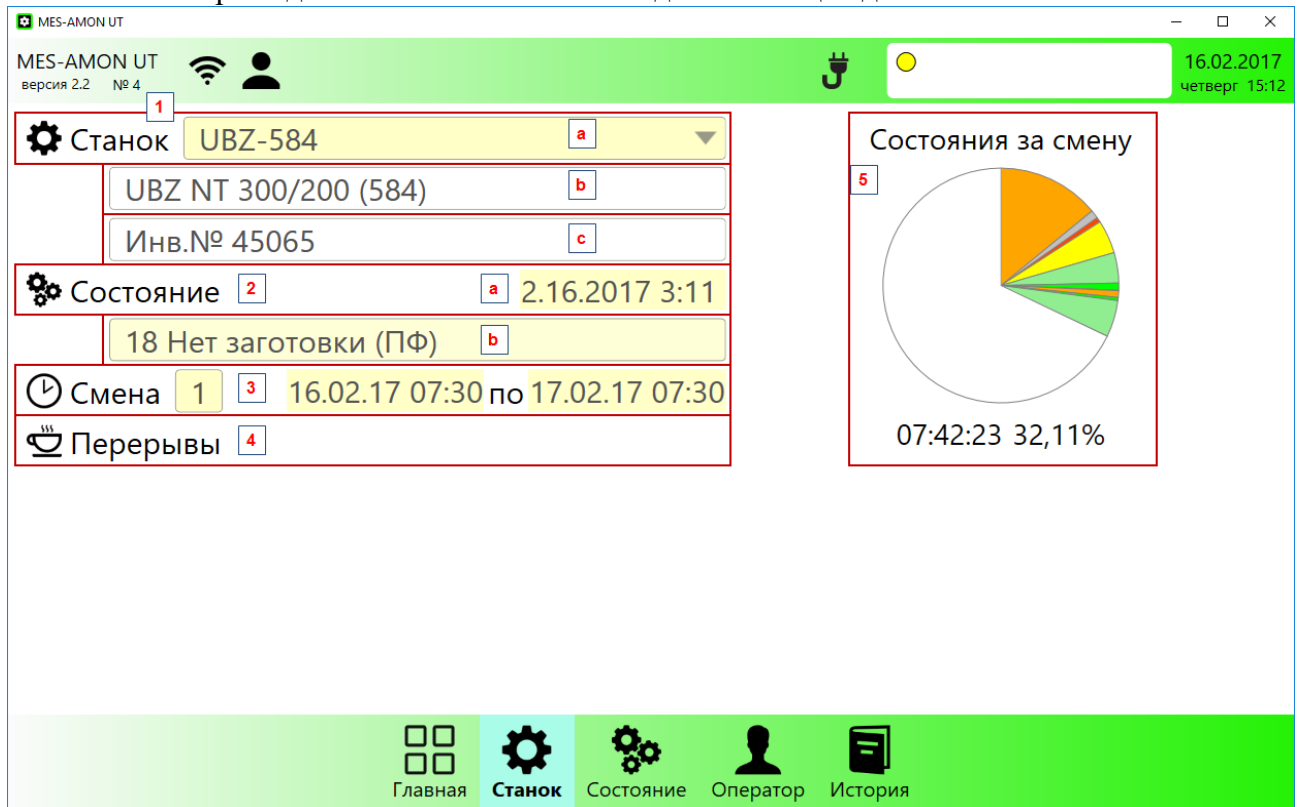 MES-AMON UT
MES-AMON UT
версия 2.2 № 4
16.02.2017
четверг 15:12
1
Станок UBZ-584 a
UBZ NT 300/200 (584) b
Инв.№ 45065 c
Состояние 2 a 2.16.2017 3:11
18 Нет заготовки (ПФ) b
Смена 1 3 16.02.17 07:30 по 17.02.17 07:30
Перерывы 4
Состояния за смену
5
07:42:23 32,11%
Главная Станок Состояние Оператор История